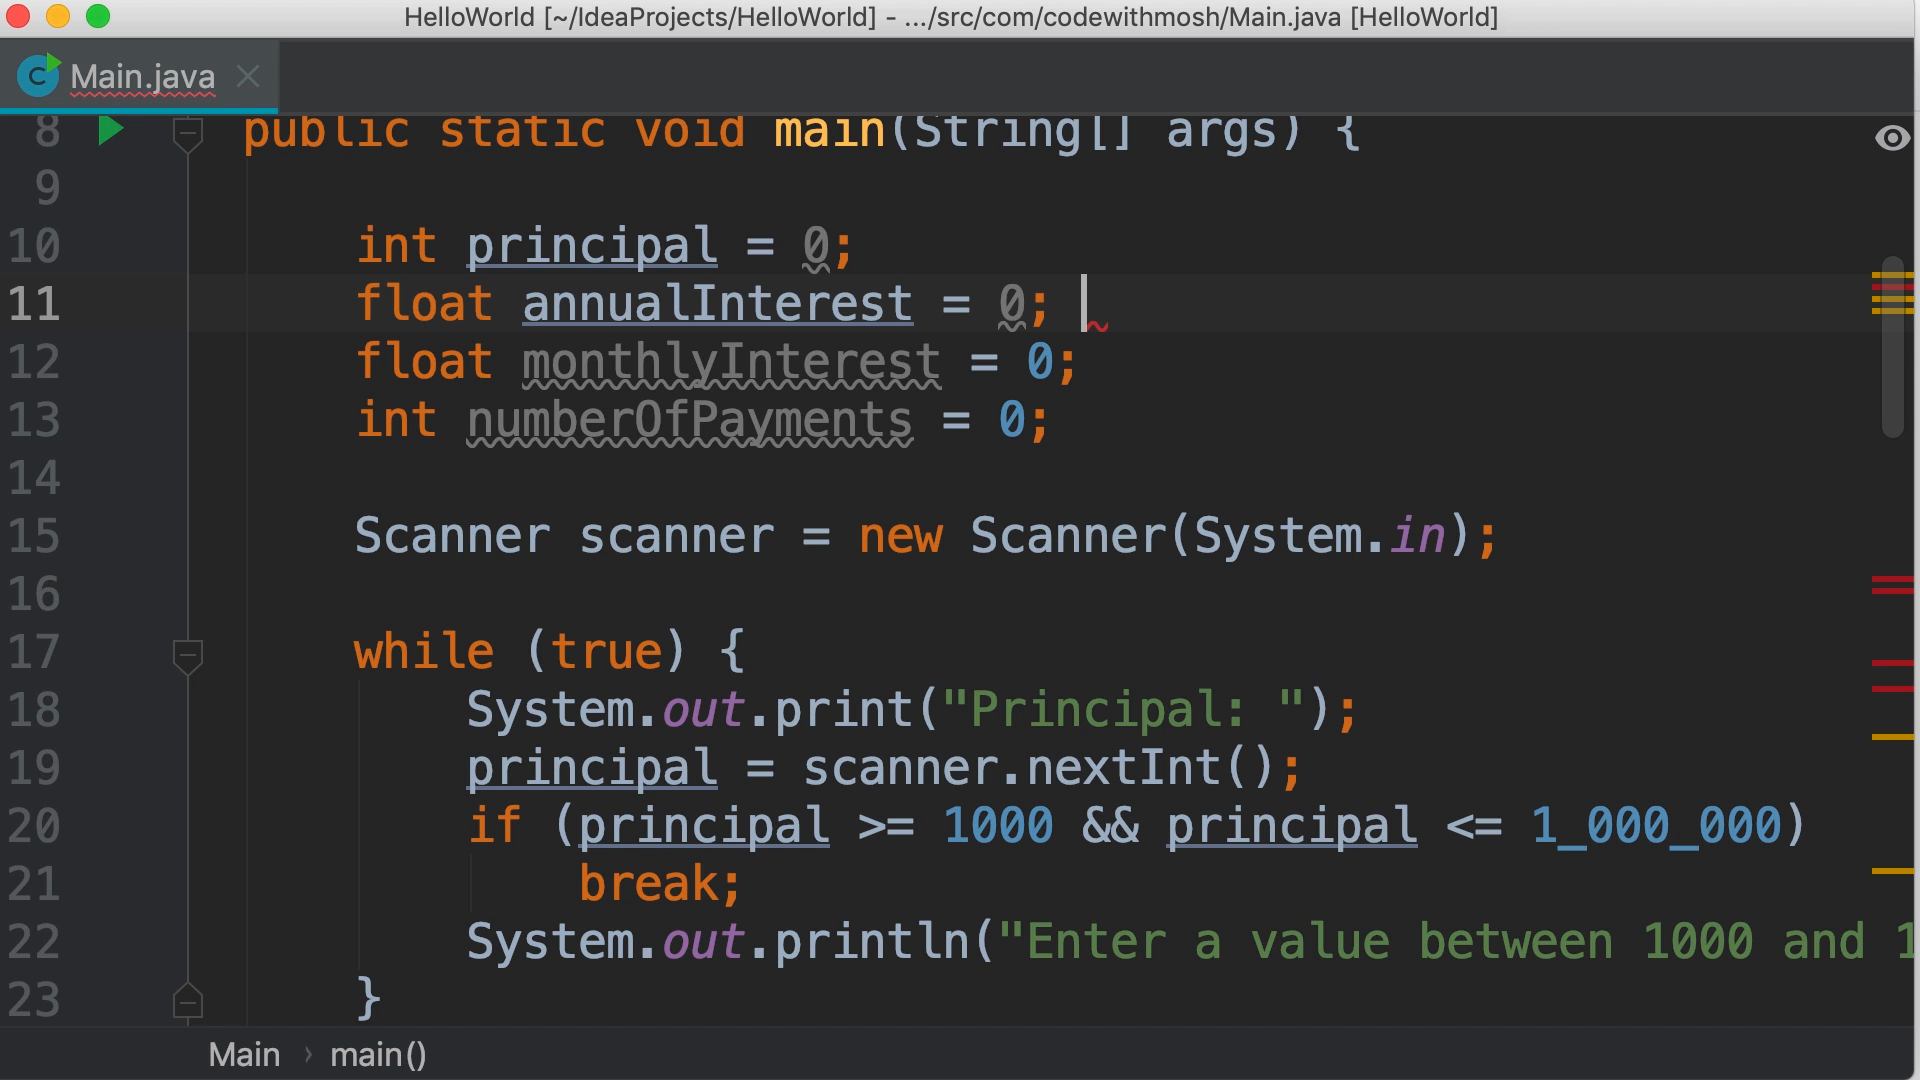 HelloWorld [~/IdeaProjects/HelloWorld] - .../src/com/codewithmosh/Main.java [HelloWorld]
Main.java
8 public static void main(String[] args) {
9
10 int principal = 0;
11 float annualInterest = 0;
12 float monthlyInterest = 0;
13 int numberOfPayments = 0;
14
15 Scanner scanner = new Scanner(System.in);
16
17 while (true) {
18 System.out.print("Principal: ");
19 principal = scanner.nextInt();
20 if (principal >= 1000 && principal <= 1_000_000)
21 break;
22 System.out.println("Enter a value between 1000 and 1
23 }
Main › main()